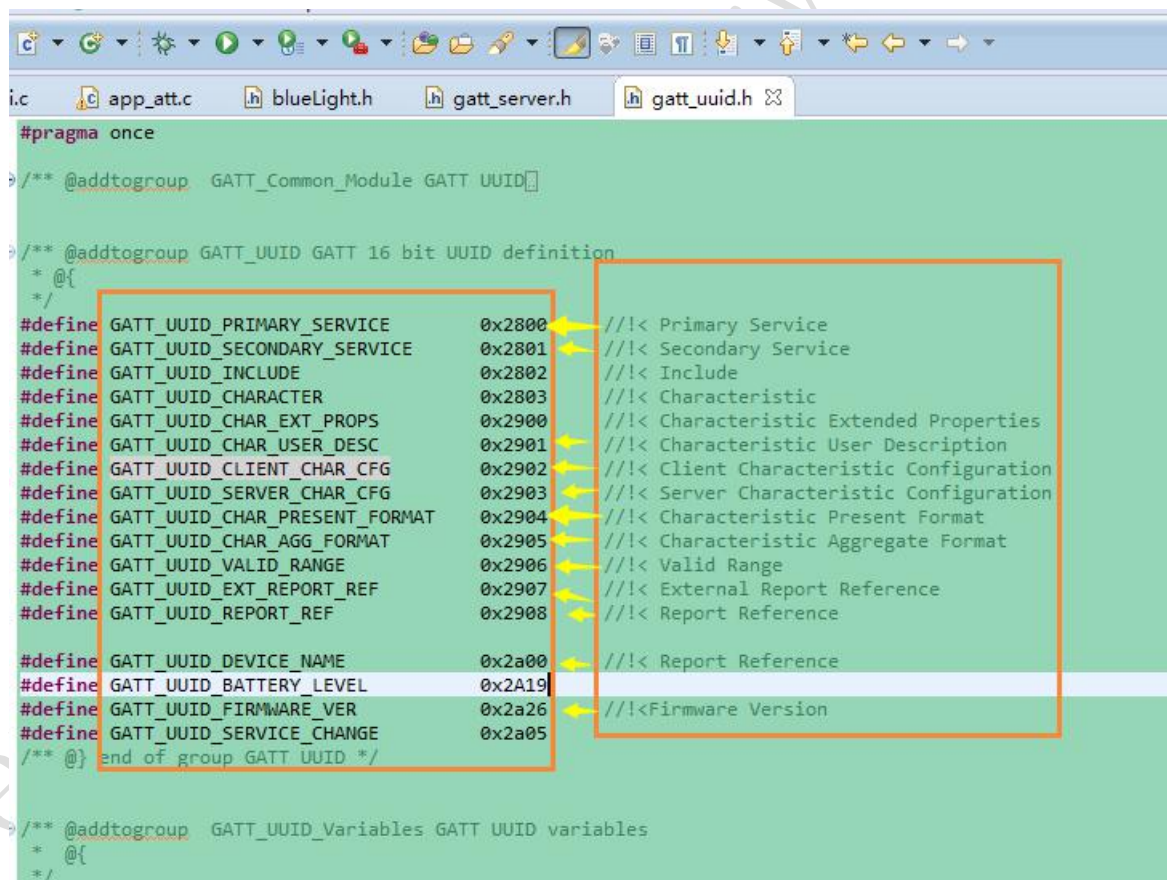 i.c app_att.c blueLight.h gatt_server.h gatt_uuid.h
#pragma once
/** @addtogroup GATT_Common_Module GATT UUID
/** @addtogroup GATT_UUID GATT 16 bit UUID definition
* @{
*/
#define GATT_UUID_PRIMARY_SERVICE 0x2800 //!< Primary Service
#define GATT_UUID_SECONDARY_SERVICE 0x2801 //!< Secondary Service
#define GATT_UUID_INCLUDE 0x2802 //!< Include
#define GATT_UUID_CHARACTER 0x2803 //!< Characteristic
#define GATT_UUID_CHAR_EXT_PROPS 0x2900 //!< Characteristic Extended Properties
#define GATT_UUID_CHAR_USER_DESC 0x2901 //!< Characteristic User Description
#define GATT_UUID_CLIENT_CHAR_CFG 0x2902 //!< Client Characteristic Configuration
#define GATT_UUID_SERVER_CHAR_CFG 0x2903 //!< Server Characteristic Configuration
#define GATT_UUID_CHAR_PRESENT_FORMAT 0x2904 //!< Characteristic Present Format
#define GATT_UUID_CHAR_AGG_FORMAT 0x2905 //!< Characteristic Aggregate Format
#define GATT_UUID_VALID_RANGE 0x2906 //!< Valid Range
#define GATT_UUID_EXT_REPORT_REF 0x2907 //!< External Report Reference
#define GATT_UUID_REPORT_REF 0x2908 //!< Report Reference
#define GATT_UUID_DEVICE_NAME 0x2a00 //!< Report Reference
#define GATT_UUID_BATTERY_LEVEL 0x2A19
#define GATT_UUID_FIRMWARE_VER 0x2a26 //!<Firmware Version
#define GATT_UUID_SERVICE_CHANGE 0x2a05
/** @} end of group GATT UUID */
/** @addtogroup GATT_UUID_Variables GATT UUID variables
* @{
*/